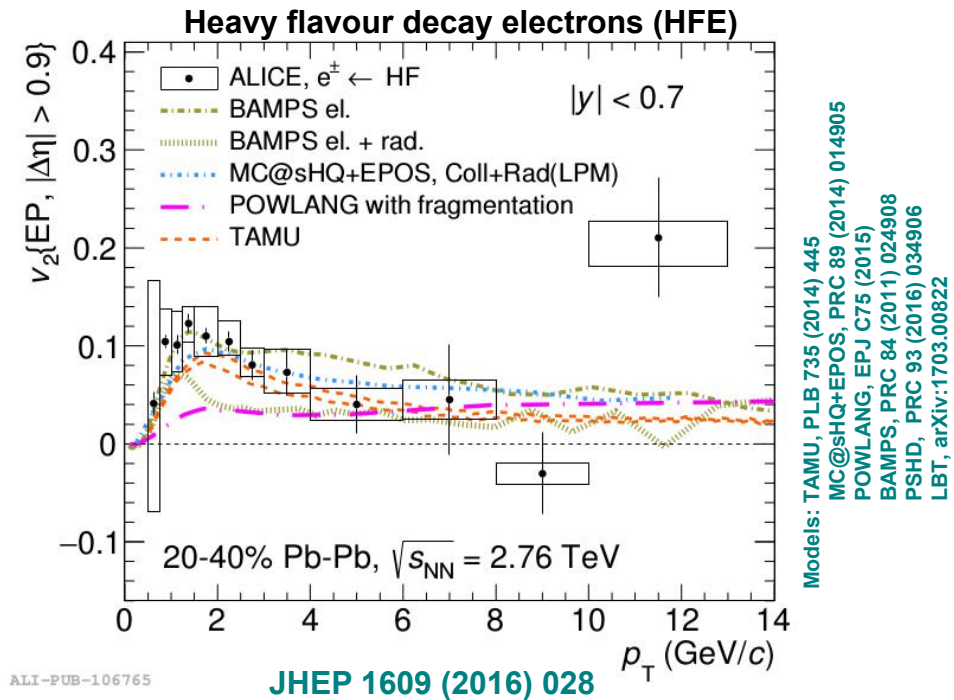 Heavy flavour decay electrons (HFE)
v₂{EP, |Δη| > 0.9}
0.4
0.3
0.2
0.1
0
−0.1
ALICE, e± ← HF
BAMPS el.
BAMPS el. + rad.
MC@sHQ+EPOS, Coll+Rad(LPM)
POWLANG with fragmentation
TAMU
|y| < 0.7
20-40% Pb-Pb, √sNN = 2.76 TeV
0 2 4 6 8 10 12 14
pT (GeV/c)
Models: TAMU, PLB 735 (2014) 445
MC@sHQ+EPOS, PRC 89 (2014) 014905
POWLANG, EPJ C75 (2015)
BAMPS, PRC 84 (2011) 024908
PSHD, PRC 93 (2016) 034906
LBT, arXiv:1703.00822
ALI-PUB-106765
JHEP 1609 (2016) 028